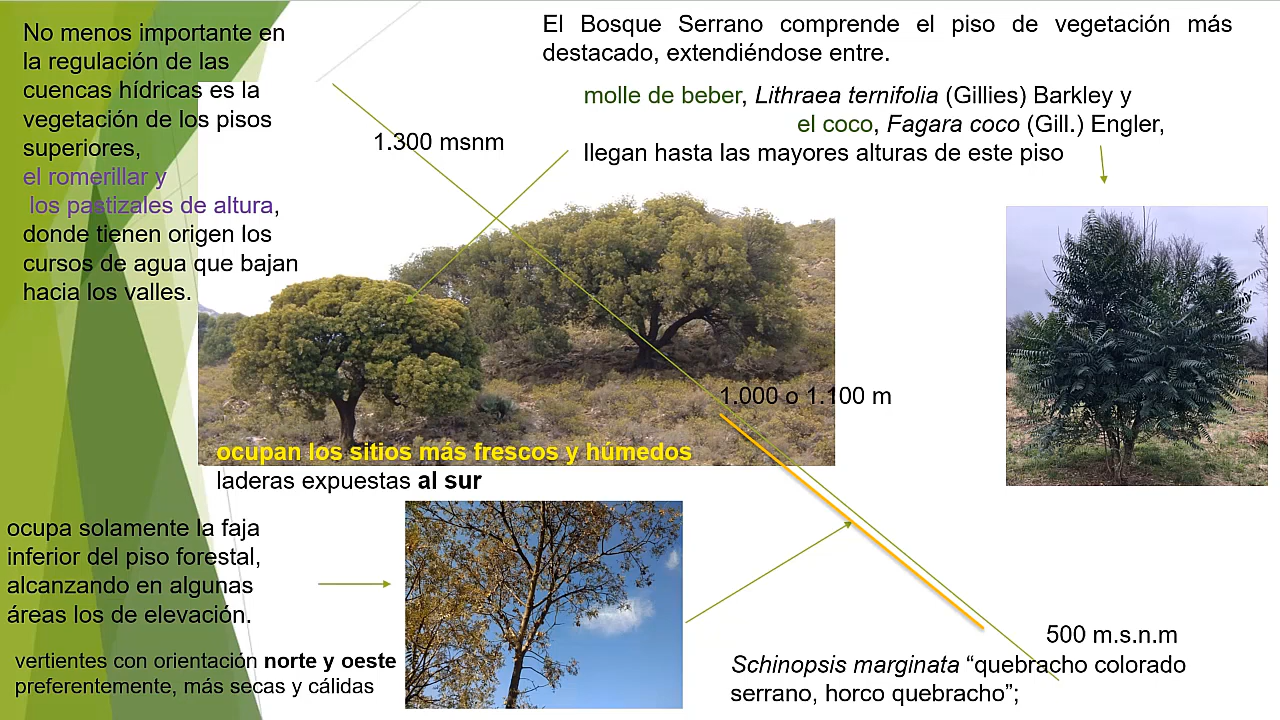 No menos importante en
la regulación de las
cuencas hídricas es la
vegetación de los pisos
superiores,
el romerillar y
los pastizales de altura,
donde tienen origen los
cursos de agua que bajan
hacia los valles.
El Bosque Serrano comprende el piso de vegetación más
destacado, extendiéndose entre.
molle de beber, Lithraea ternifolia (Gillies) Barkley y
el coco, Fagara coco (Gill.) Engler,
llegan hasta las mayores alturas de este piso
1.300 msnm
1.000 o 1.100 m
ocupan los sitios más frescos y húmedos
laderas expuestas al sur
ocupa solamente la faja
inferior del piso forestal,
alcanzando en algunas
áreas los de elevación.
vertientes con orientación norte y oeste
preferentemente, más secas y cálidas
500 m.s.n.m
Schinopsis marginata “quebracho colorado
serrano, horco quebracho”;